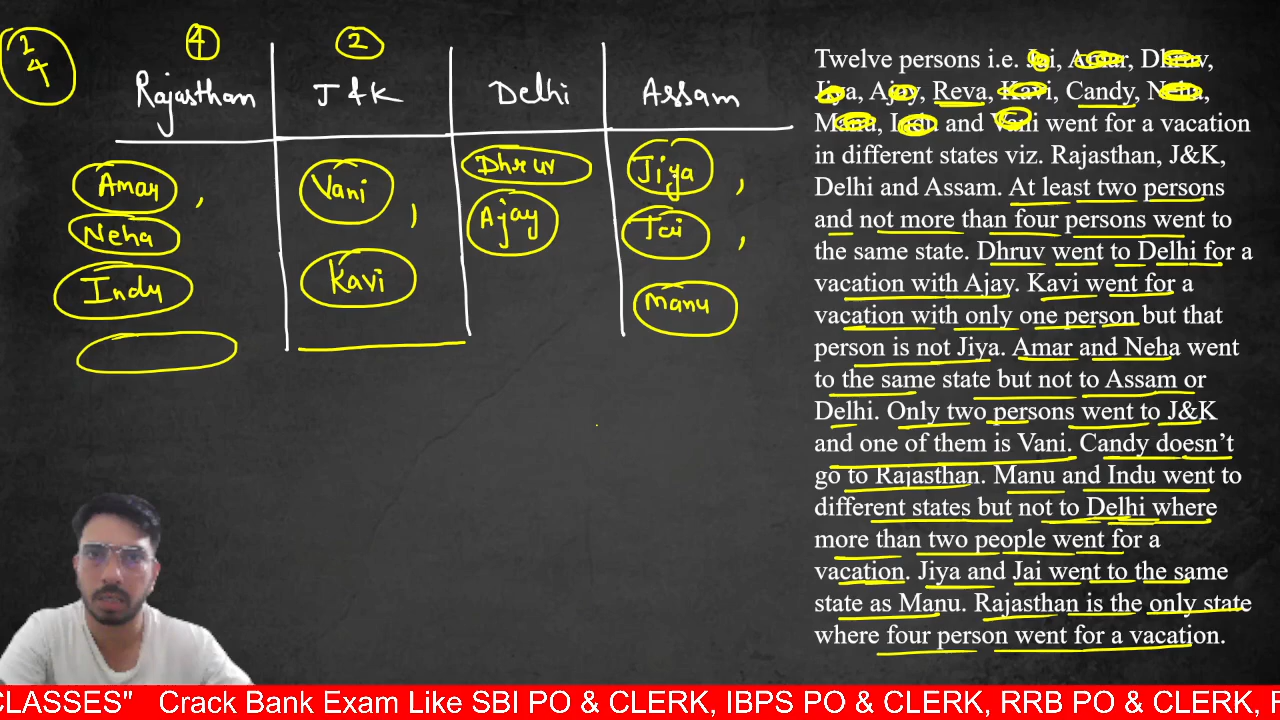 1
4
4
2
Rajasthan J&K Delhi Assam
Amar, Vani, Dhruv Jiya,
Neha Ajay Jai,
Indu Kavi Manu
Twelve persons i.e. Jai, Amar, Dhruv,
Jiya, Ajay, Reva, Kavi, Candy, Neha,
Manu, Indu and Vani went for a vacation
in different states viz. Rajasthan, J&K,
Delhi and Assam. At least two persons
and not more than four persons went to
the same state. Dhruv went to Delhi for a
vacation with Ajay. Kavi went for a
vacation with only one person but that
person is not Jiya. Amar and Neha went
to the same state but not to Assam or
Delhi. Only two persons went to J&K
and one of them is Vani. Candy doesn’t
go to Rajasthan. Manu and Indu went to
different states but not to Delhi where
more than two people went for a
vacation. Jiya and Jai went to the same
state as Manu. Rajasthan is the only state
where four person went for a vacation.
CLASSES" Crack Bank Exam Like SBI PO & CLERK, IBPS PO & CLERK, RRB PO & CLERK,